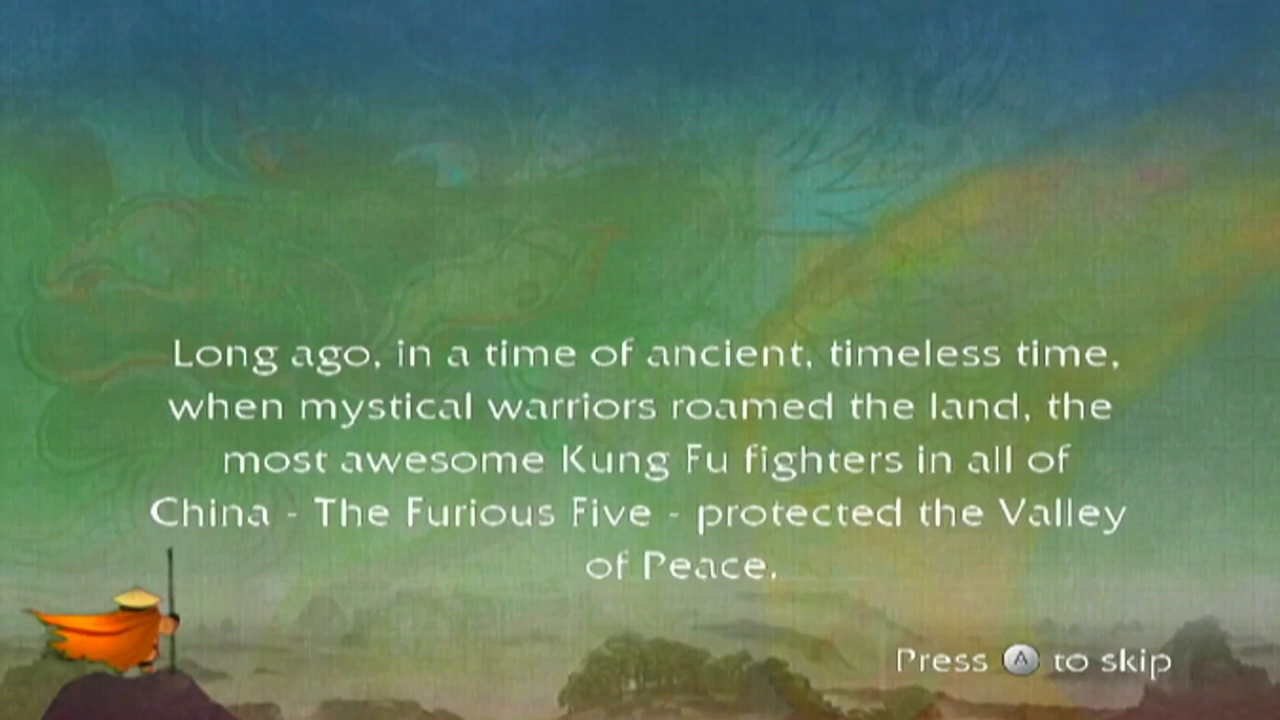 Long ago, in a time of ancient, timeless time,
when mystical warriors roamed the land, the
most awesome Kung Fu fighters in all of
China - The Furious Five - protected the Valley
of Peace.
Press A to skip